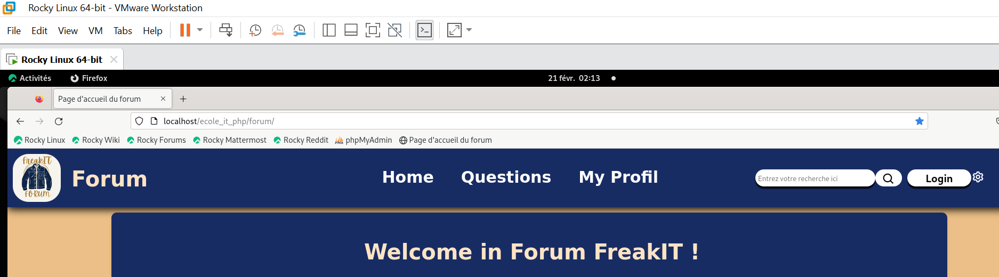 Rocky Linux 64-bit - VMware Workstation
File Edit View VM Tabs Help
Rocky Linux 64-bit
Activités Firefox 21 févr. 02:13
Page d'accueil du forum
localhost/ecole_it_php/forum/
Rocky Linux Rocky Wiki Rocky Forums Rocky Mattermost Rocky Reddit PMA phpMyAdmin Page d'accueil du forum
FreakIT
FORUM
Forum Home Questions My Profil Entrez votre recherche ici Login
Welcome in Forum FreakIT !